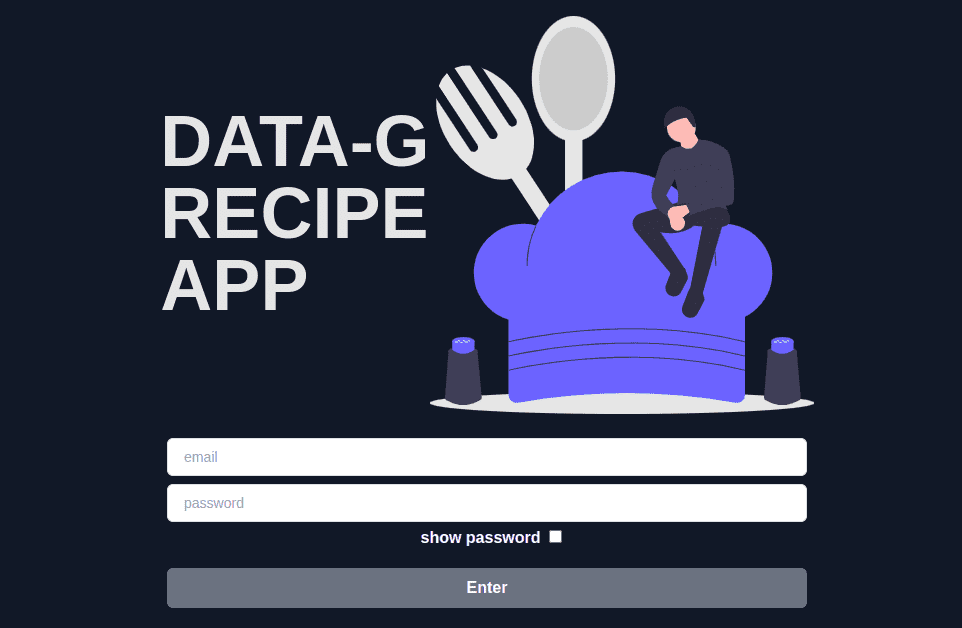 DATA-G
RECIPE
APP
email
password
show password
Enter